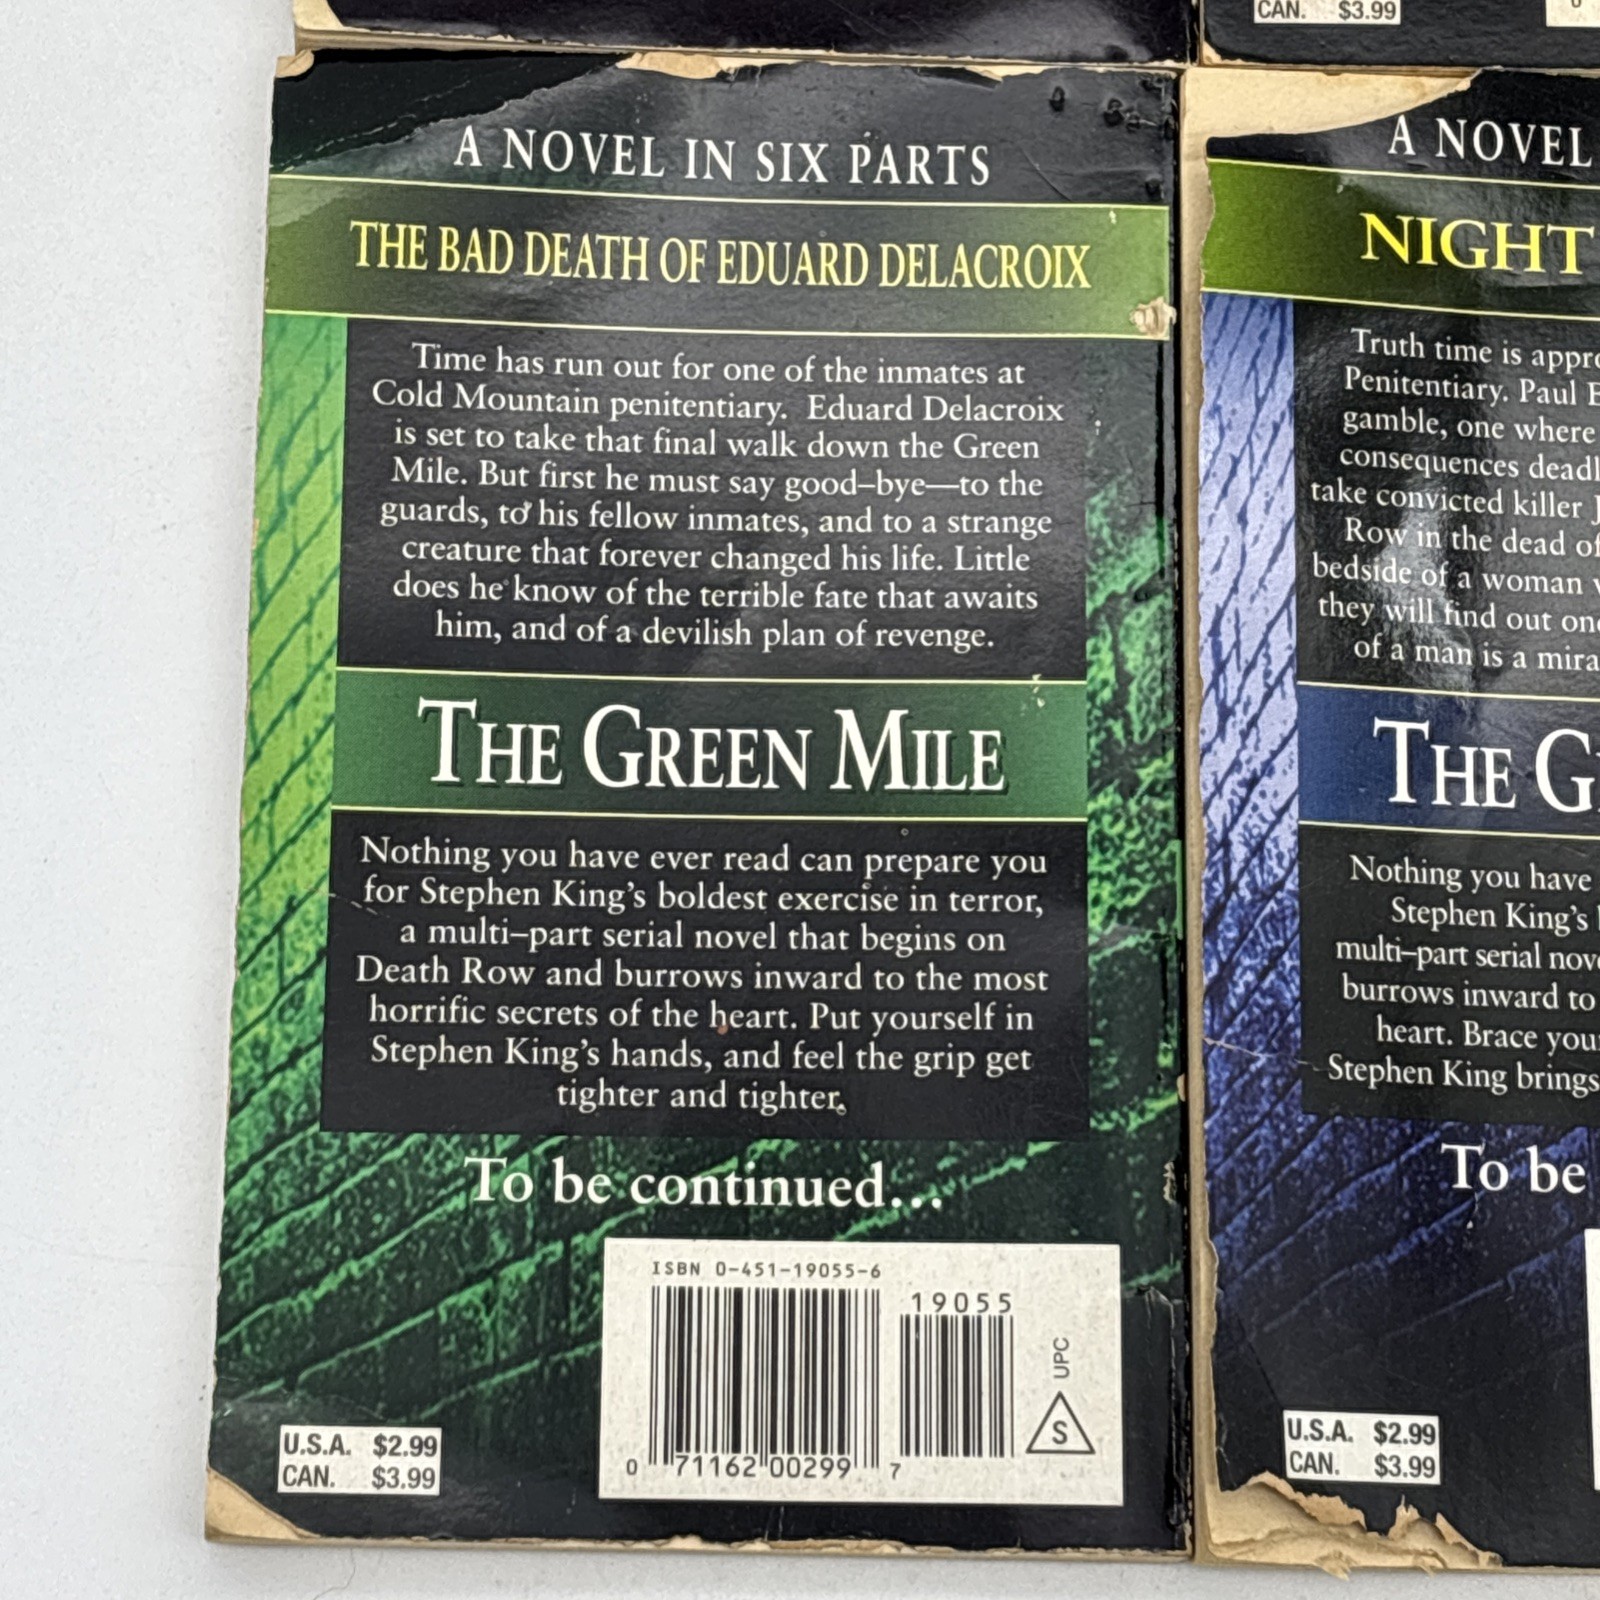 CAN. $3.99
A NOVEL IN SIX PARTS
THE BAD DEATH OF EDUARD DELACROIX
Time has run out for one of the inmates at
Cold Mountain penitentiary. Eduard Delacroix
is set to take that final walk down the Green
Mile. But first he must say good–bye—to the
guards, to his fellow inmates, and to a strange
creature that forever changed his life. Little
does he know of the terrible fate that awaits
him, and of a devilish plan of revenge.
THE GREEN MILE
Nothing you have ever read can prepare you
for Stephen King's boldest exercise in terror,
a multi–part serial novel that begins on
Death Row and burrows inward to the most
horrific secrets of the heart. Put yourself in
Stephen King's hands, and feel the grip get
tighter and tighter.
To be continued...
ISBN 0-451-19055-6
19055
UPC
S
0 71162 00299 7
U.S.A. $2.99
CAN. $3.99
A NOVEL
NIGHT
Truth time is
Penitentiary. Paul
gamble, one where
consequences
take convicted killer
Row in the dead of
bedside of a woman
they will find out
of a man is a
THE
Nothing you have
Stephen King's
multi–part serial
burrows inward to
heart. Brace
Stephen King brings
To be
U.S.A. $2.99
CAN. $3.99